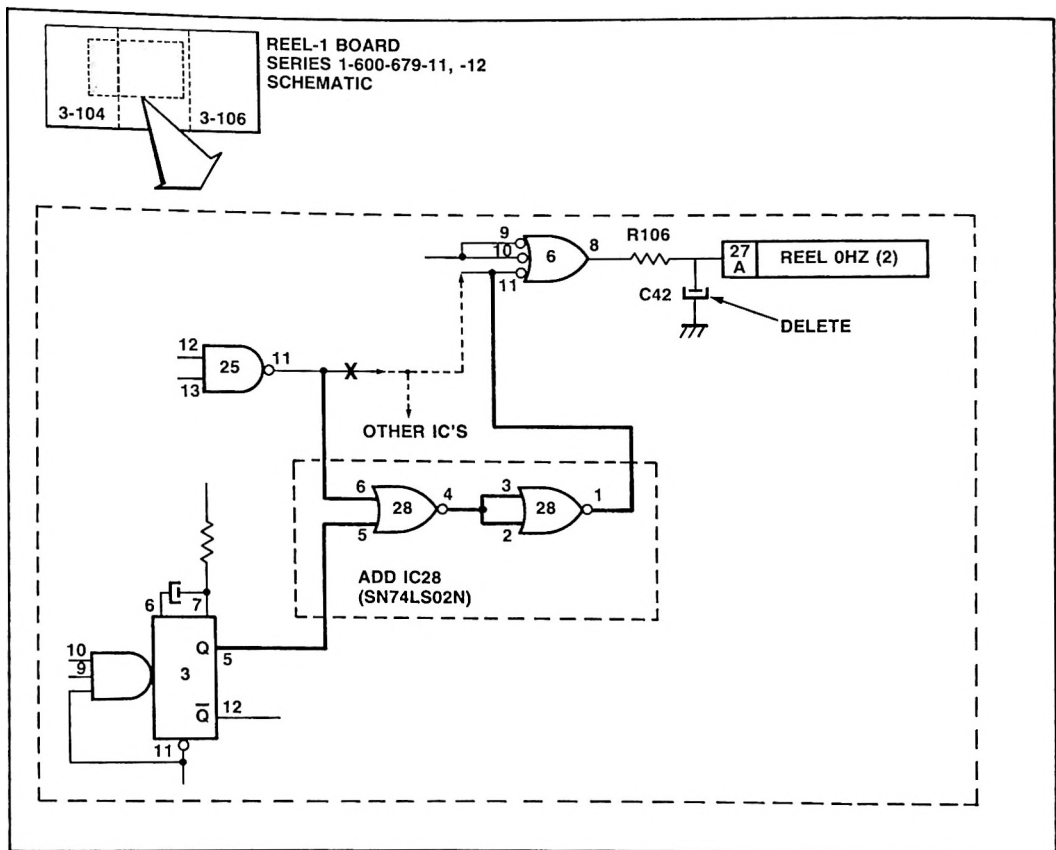 REEL-1 BOARD
SERIES 1-600-679-11, -12
SCHEMATIC
3-104
3-106
9
10
11
6
8
R106
27
A
REEL 0HZ (2)
C42
DELETE
12
13
25
11
X
OTHER IC'S
6
5
28
4
3
2
28
1
ADD IC28
(SN74LS02N)
6
7
10
9
3
Q
5
Q̅
12
11